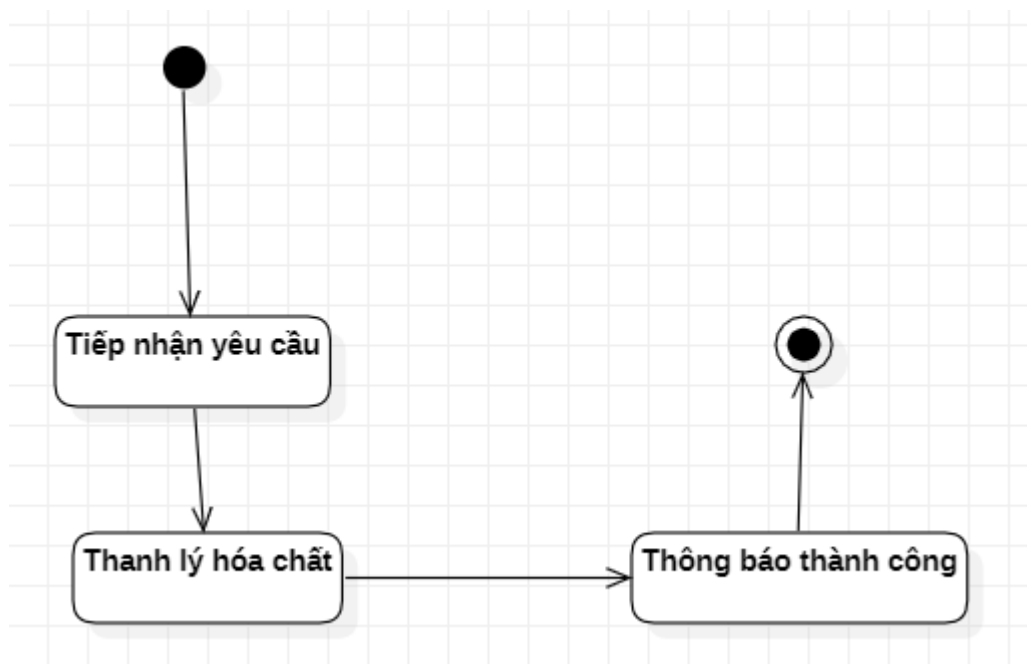 Tiếp nhận yêu cầu
Thanh lý hóa chất
Thông báo thành công